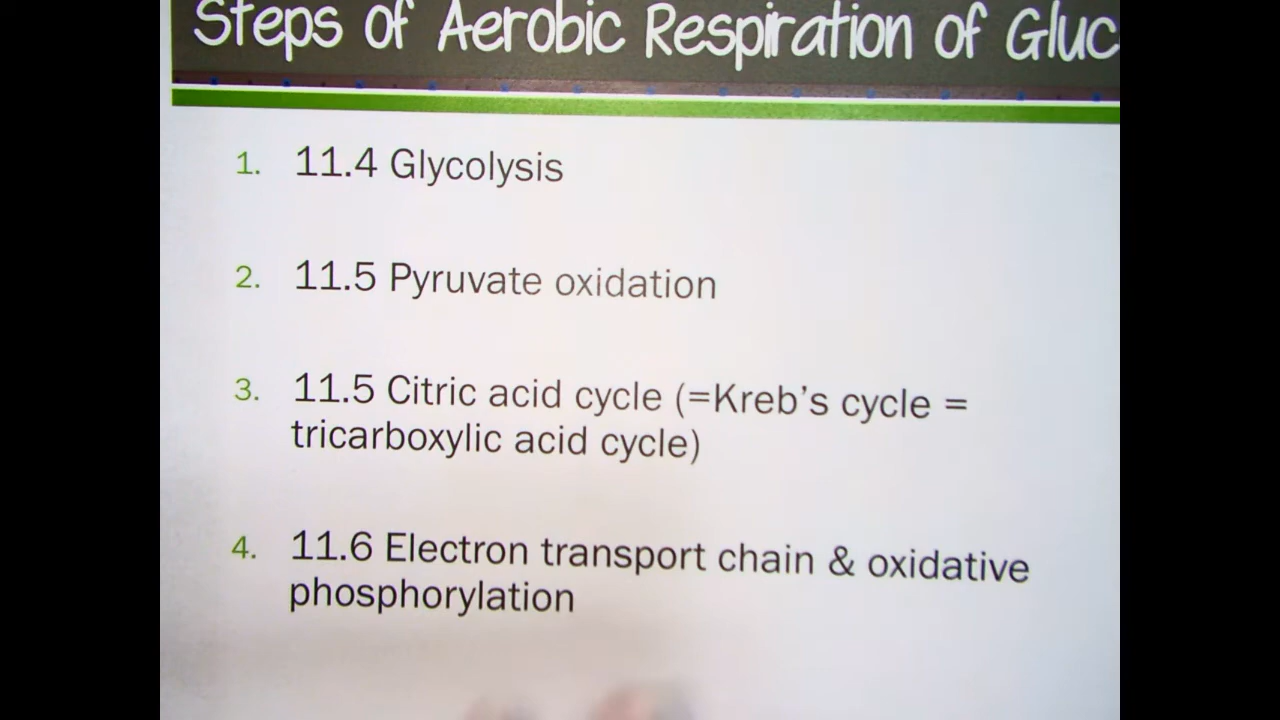 Steps of Aerobic Respiration of Gluc
1. 11.4 Glycolysis
2. 11.5 Pyruvate oxidation
3. 11.5 Citric acid cycle (=Kreb's cycle =
tricarboxylic acid cycle)
4. 11.6 Electron transport chain & oxidative
phosphorylation